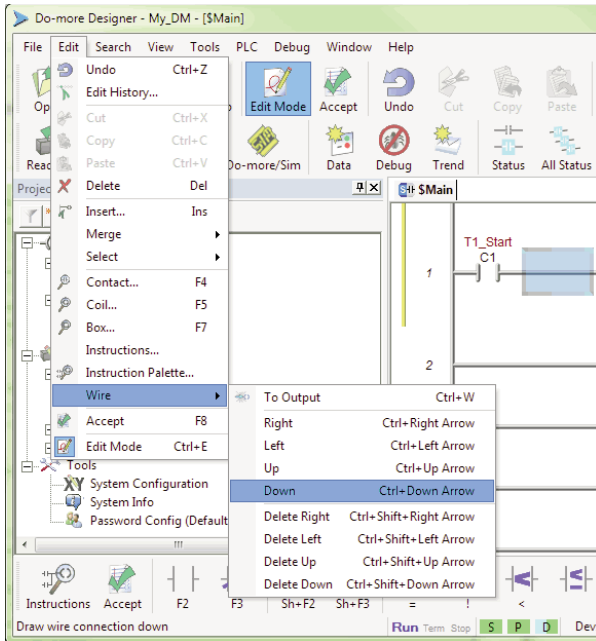 Do-more Designer - My_DM - [$Main]
File Edit Search View Tools PLC Debug Window Help
Edit Mode Accept Undo Cut Copy Paste
Do-more/Sim Data Debug Trend Status All Status
Undo Ctrl+Z
Edit History...
Cut Ctrl+X
Copy Ctrl+C
Paste Ctrl+V
Delete Del
Insert... Ins
Merge
Select
Contact... F4
Coil... F5
Box... F7
Instructions...
Instruction Palette...
Wire
Accept F8
Edit Mode Ctrl+E
To Output Ctrl+W
Right Ctrl+Right Arrow
Left Ctrl+Left Arrow
Up Ctrl+Up Arrow
Down Ctrl+Down Arrow
Delete Right Ctrl+Shift+Right Arrow
Delete Left Ctrl+Shift+Left Arrow
Delete Up Ctrl+Shift+Up Arrow
Delete Down Ctrl+Shift+Down Arrow
$Main
T1_Start
C1
1
2
Tools
XY System Configuration
System Info
Password Config (Default
Instructions Accept F2 F3 Sh+F2 Sh+F3 = ! <
Draw wire connection down Run Term Stop S P D